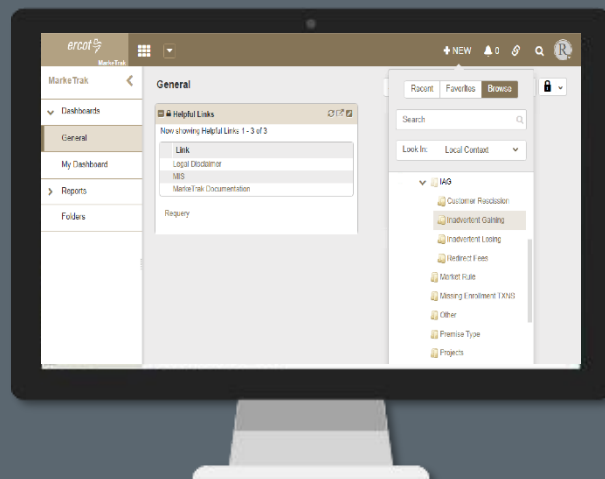 ercot
MarkeTrak
+ NEW
0
R
MarkeTrak
Dashboards
General
My Dashboard
Reports
Folders
General
Helpful Links
Now showing Helpful Links 1 - 3 of 3
Link
Legal Disclaimer
MIS
MarkeTrak Documentation
Requery
Recent Favorites Browse
Search
Look In: Local Context
IAG
Customer Rescission
Inadvertent Gaining
Inadvertent Losing
Redirect Fees
Market Rule
Missing Enrollment TXNS
Other
Premise Type
Projects